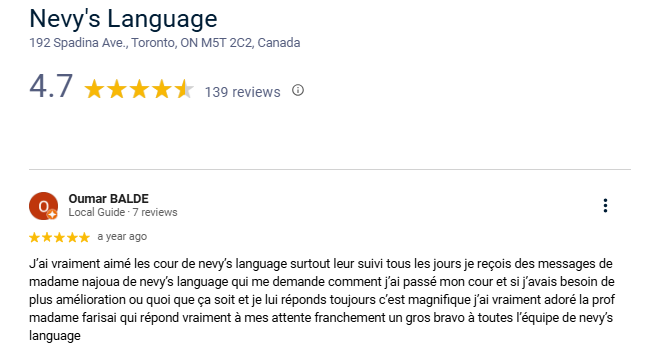 Nevy's Language
192 Spadina Ave., Toronto, ON M5T 2C2, Canada
4.7 139 reviews
Oumar BALDE
Local Guide · 7 reviews
a year ago
J'ai vraiment aimé les cour de nevy's language surtout leur suivi tous les jours je reçois des messages de
madame najoua de nevy's language qui me demande comment j'ai passé mon cour et si j'avais besoin de
plus amélioration ou quoi que ça soit et je lui réponds toujours c'est magnifique j'ai vraiment adoré la prof
madame farisai qui répond vraiment à mes attente franchement un gros bravo à toutes l'équipe de nevy's
language